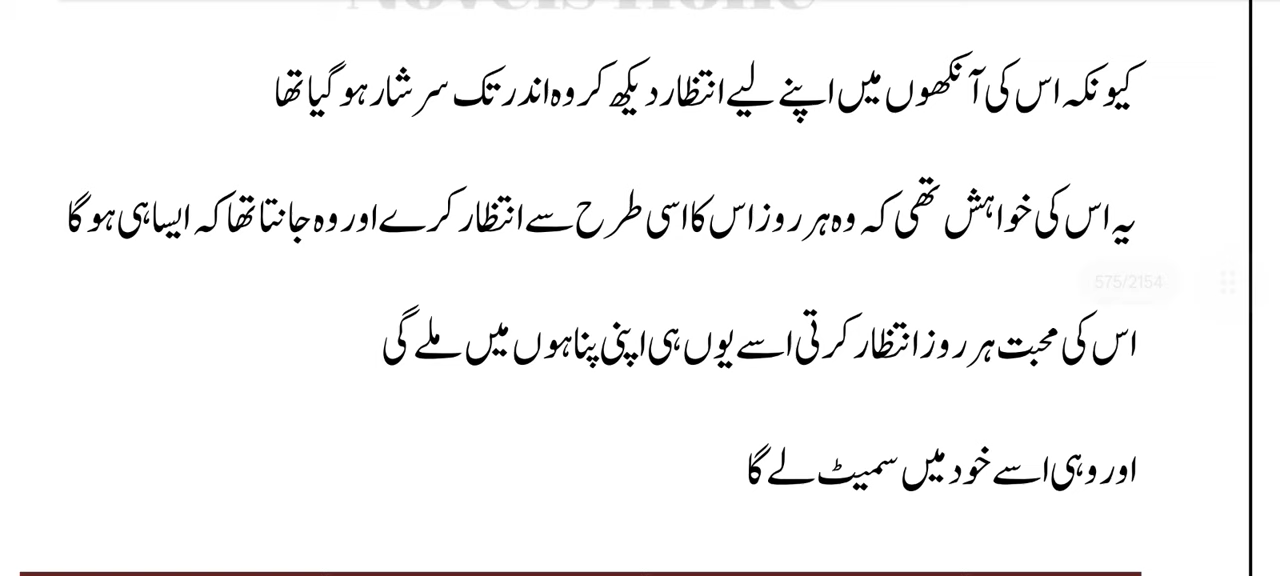 کیونکہ اس کی آنکھوں میں اپنے لیے انتظار دیکھ کر وہ اندر تک سرشار ہو گیا تھا
یہ اس کی خواہش تھی کہ وہ ہر روز اس کا اسی طرح سے انتظار کرے اور وہ جانتا تھا کہ ایسا ہی ہو گا
575/2154
اس کی محبت ہر روز انتظار کرتی اسے یوں ہی اپنی پناہوں میں ملے گی
اور وہی اسے خود میں سمیٹ لے گا